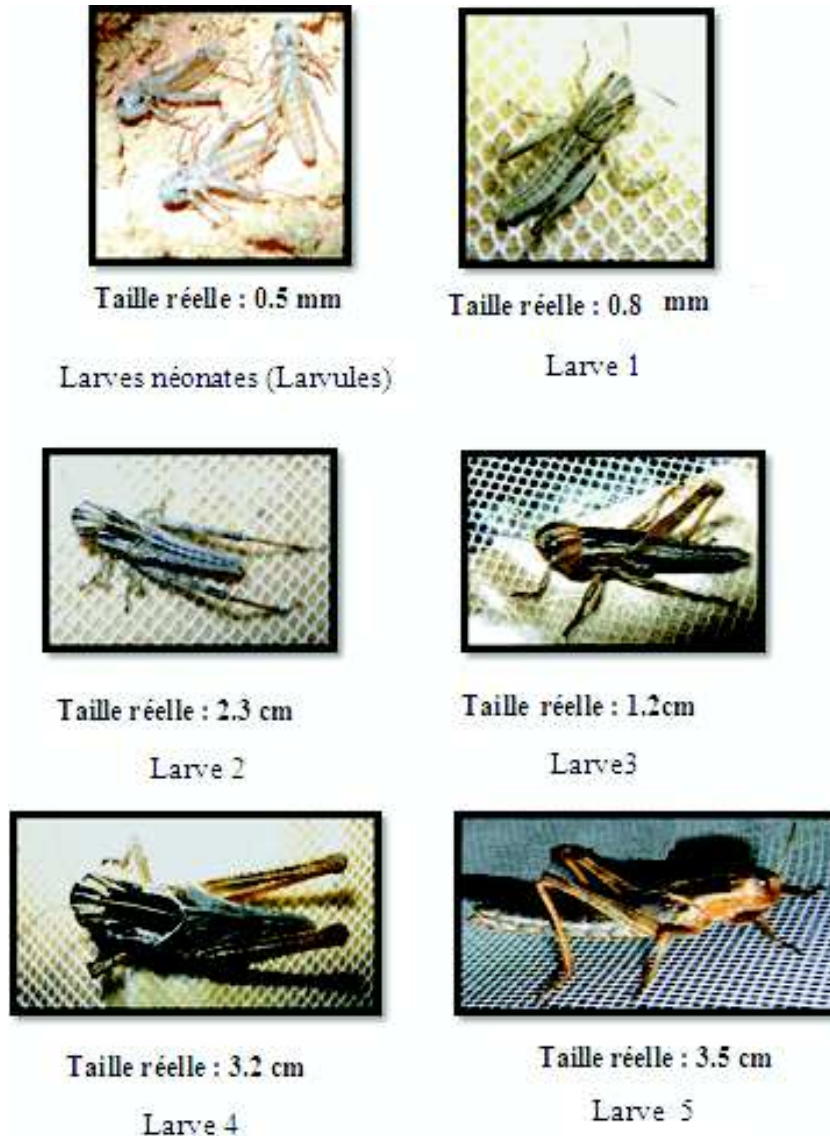 Taille réelle : 0.5 mm
Taille réelle : 0.8 mm
Larves néonates (Larvules)
Larve 1
Taille réelle : 2.3 cm
Taille réelle : 1.2cm
Larve 2
Larve3
Taille réelle : 3.2 cm
Taille réelle : 3.5 cm
Larve 4
Larve 5